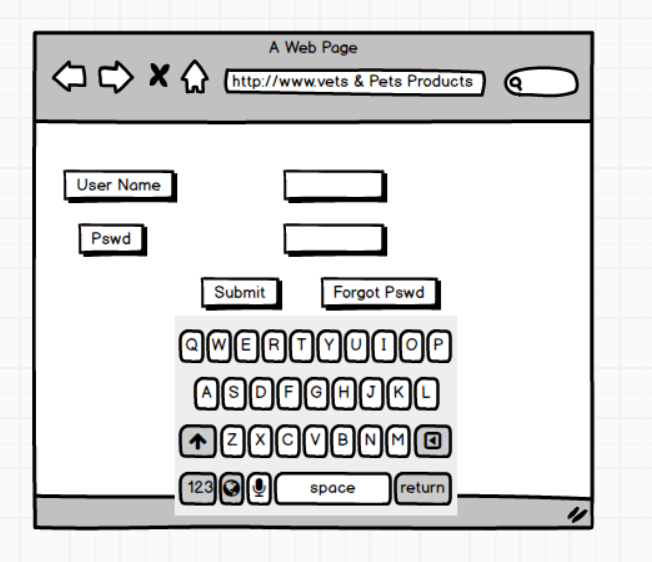 A Web Page
http://www.vets & Pets Products
User Name
Pswd
Submit Forgot Pswd
Q W E R T Y U I O P
A S D F G H J K L
Z X C V B N M
123 space return